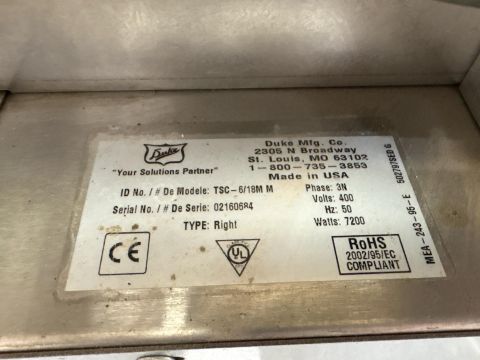 Duke
"Your Solutions Partner"
Duke Mfg. Co.
2305 N Broadway
St. Louis, MO 63102
1-800-735-3853
Made in USA
ID No. / # De Modele: TSC-6/18M M
Serial No. / # De Serie: 02160684
TYPE: Right
Phase: 3N
Volts: 400
Hz: 50
Watts: 7200
CE
UL
RoHS
2002/95/EC
COMPLIANT
MEA-243-95-E